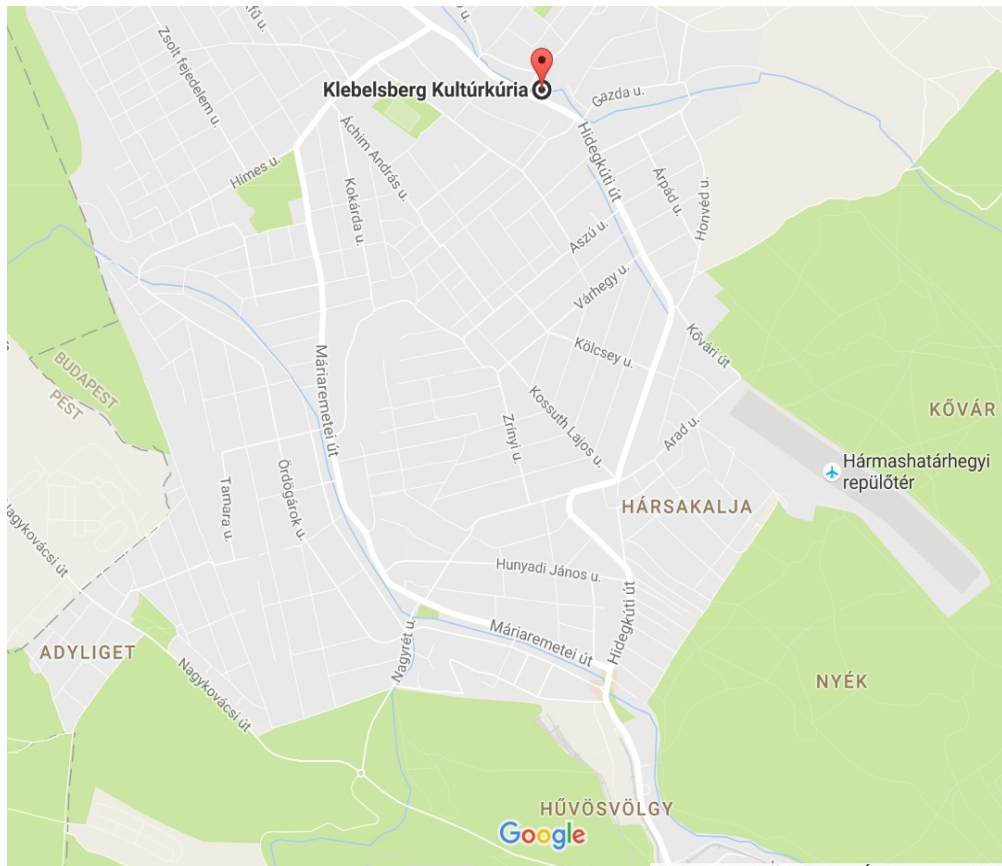 Zsolt fejedelem u.
Klebelsberg Kultúrkúria
Gazda u.
Áchim András u.
Hidegkúti út
Hímes u.
Kokárda u.
Árpád u.
Honvéd u.
Aszú u.
Várhegy u.
Máriaremetei út
Kölcsey u.
Kővári út
BUDAPEST
PEST
Kossuth Lajos u.
Zrínyi u.
Arad u.
KŐVÁR
Hármashatárhegyi
repülőtér
Ördögárok u.
Tamara u.
HÁRSAKALJA
Nagykovácsi út
Hunyadi János u.
Hidegkúti út
Máriaremetei út
Nagyrét u.
ADYLIGET
Nagykovácsi út
NYÉK
HŰVÖSVÖLGY
Google